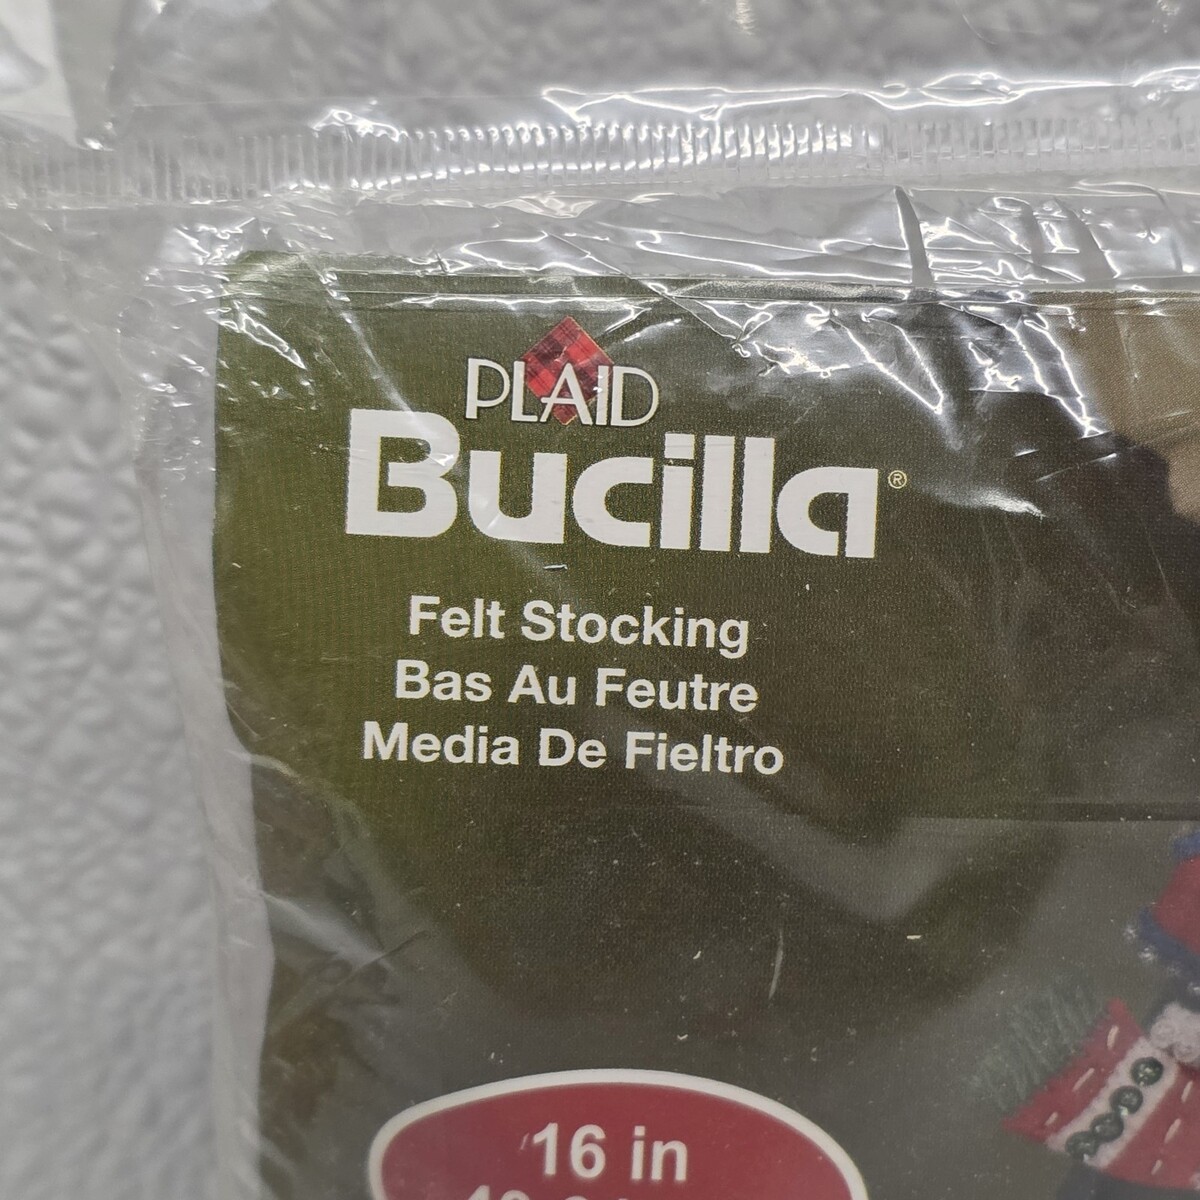 PLAID
Bucilla®
Felt Stocking
Bas Au Feutre
Media De Fieltro
16 in